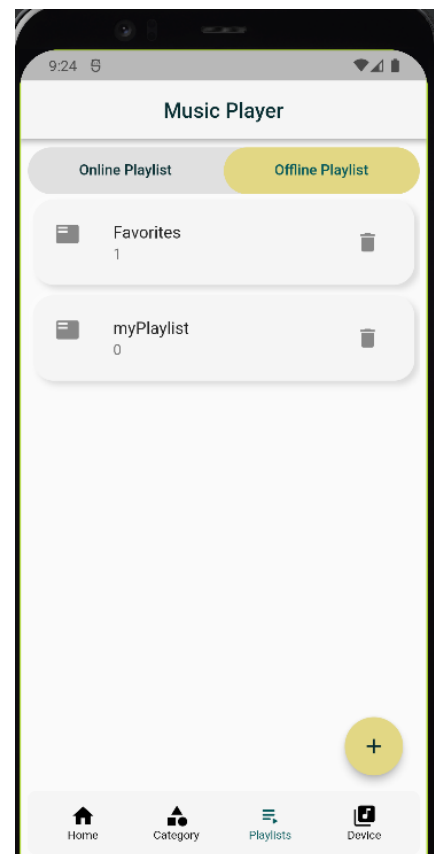 9:24
Music Player
Online Playlist Offline Playlist
Favorites
1
myPlaylist
0
+
Home Category Playlists Device